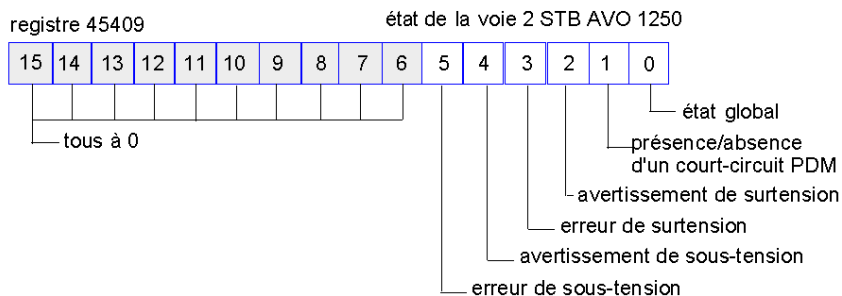 registre 45409
état de la voie 2 STB AVO 1250
15 14 13 12 11 10 9 8 7 6 5 4 3 2 1 0
état global
tous à 0
présence/absence
d'un court-circuit PDM
avertissement de surtension
erreur de surtension
avertissement de sous-tension
erreur de sous-tension